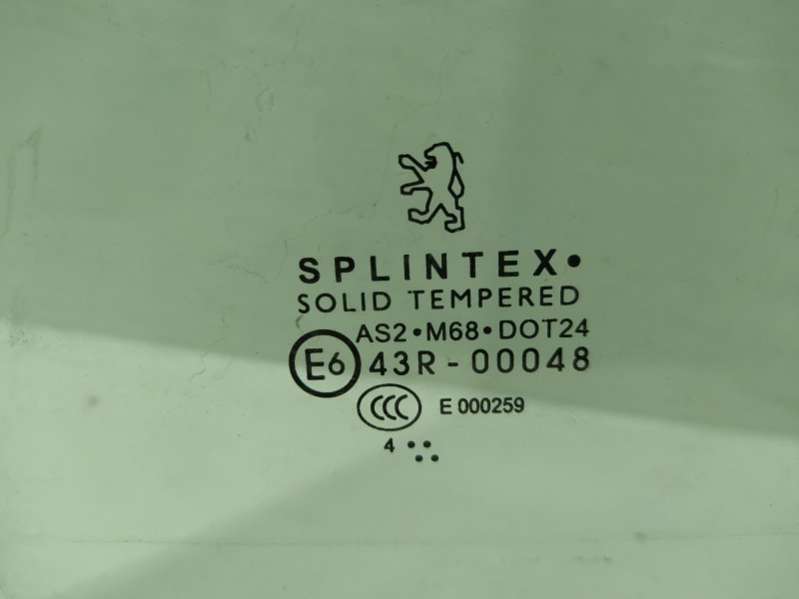 SPLINTEX•
SOLID TEMPERED
AS2•M68•DOT24
E6 43R-00048
CCC E 000259
4